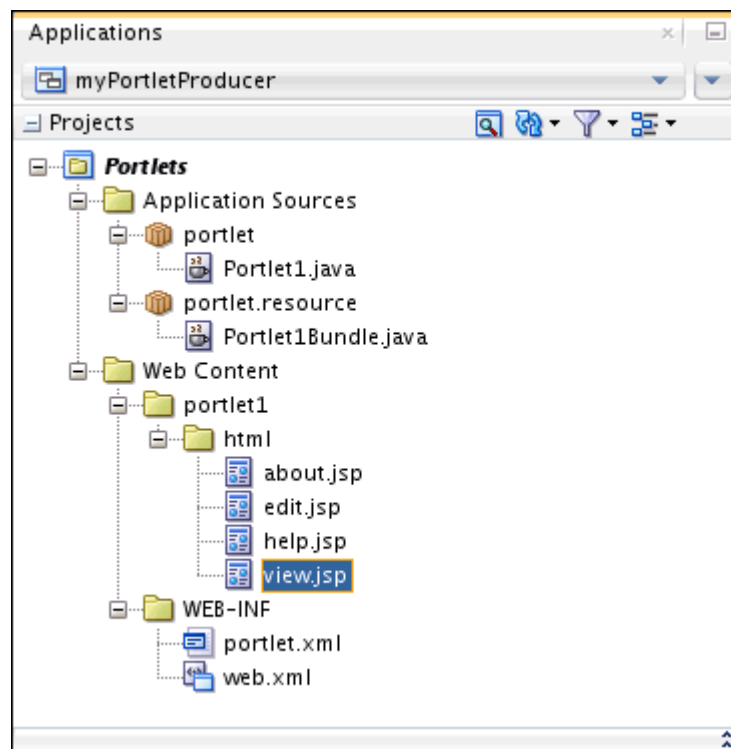 Applications
myPortletProducer
Projects
Portlets
Application Sources
portlet
Portlet1.java
portlet.resource
Portlet1Bundle.java
Web Content
portlet1
html
about.jsp
edit.jsp
help.jsp
view.jsp
WEB-INF
portlet.xml
web.xml